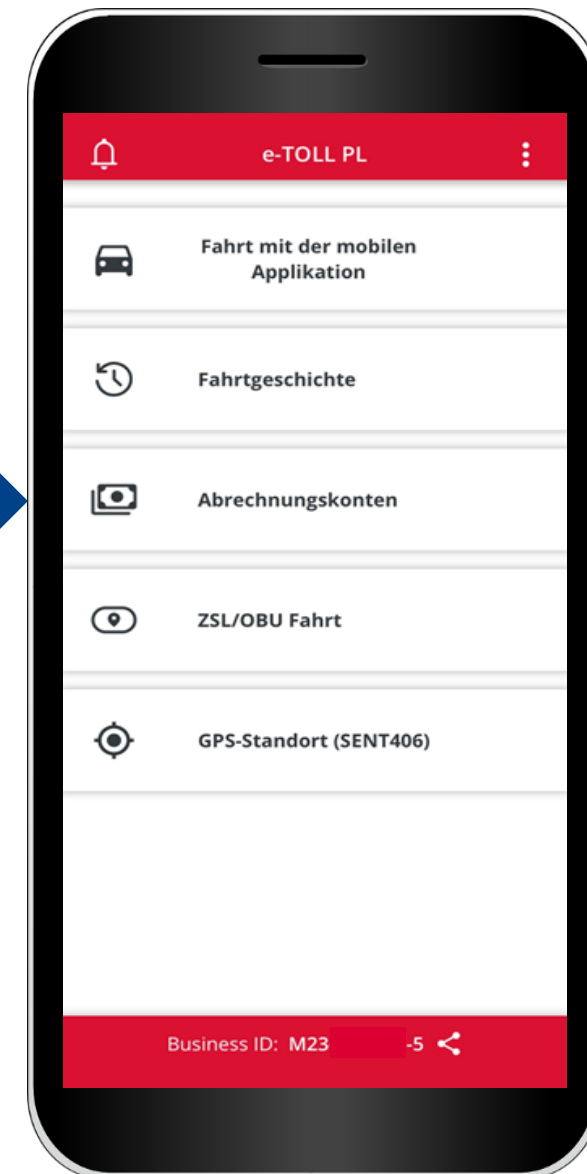 e-TOLL PL
Fahrt mit der mobilen
Applikation
Fahrtgeschichte
Abrechnungskonten
ZSL/OBU Fahrt
GPS-Standort (SENT406)
Business ID: M23 -5